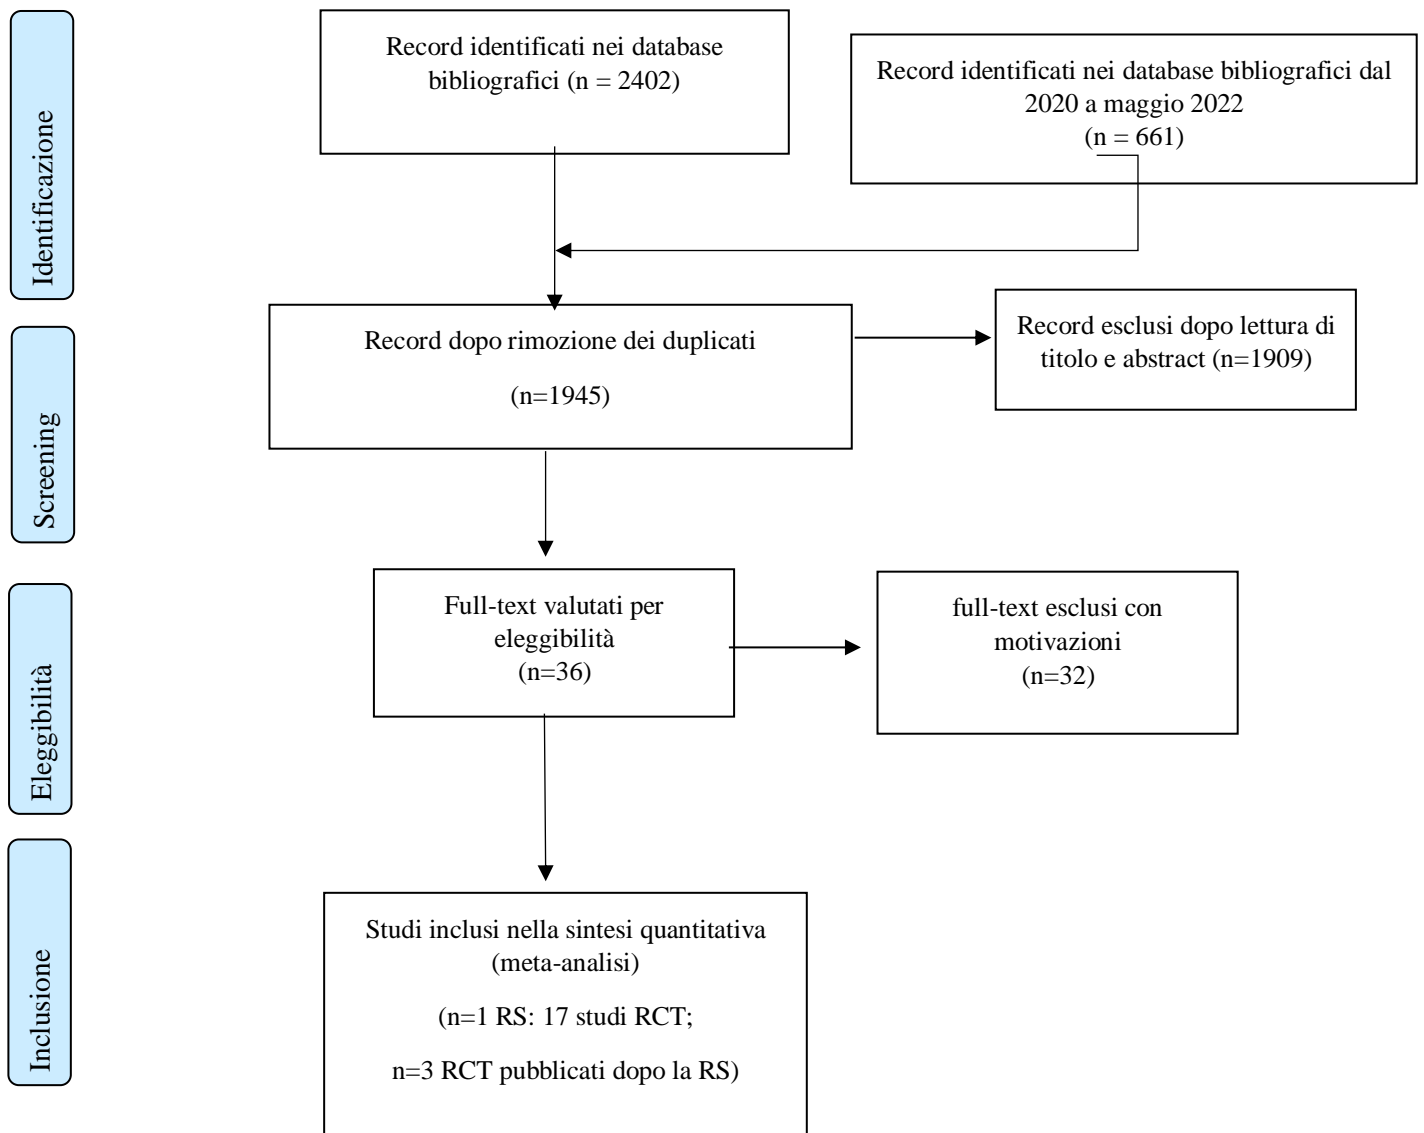 Identificazione
Record identificati nei database
bibliografici (n = 2402)
Record identificati nei database bibliografici dal
2020 a maggio 2022
(n = 661)
Screening
Record dopo rimozione dei duplicati
(n=1945)
Record esclusi dopo lettura di
titolo e abstract (n=1909)
Eleggibilità
Full-text valutati per
eleggibilità
(n=36)
full-text esclusi con
motivazioni
(n=32)
Inclusione
Studi inclusi nella sintesi quantitativa
(meta-analisi)
(n=1 RS: 17 studi RCT;
n=3 RCT pubblicati dopo la RS)